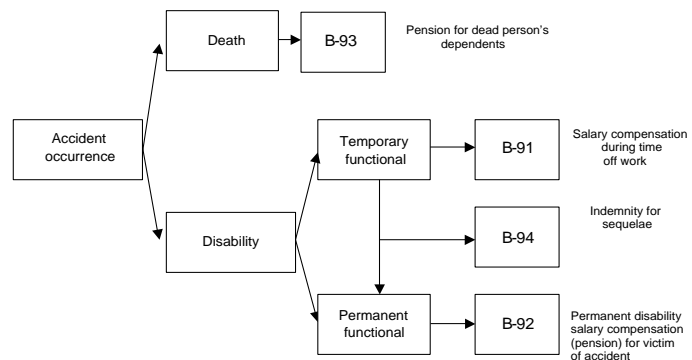 Death
B-93
Pension for dead person's
dependents
Accident
occurrence
Temporary
functional
B-91
Salary compensation
during time
off work
Disability
B-94
Indemnity for
sequelae
Permanent
functional
B-92
Permanent disability
salary compensation
(pension) for victim
of accident